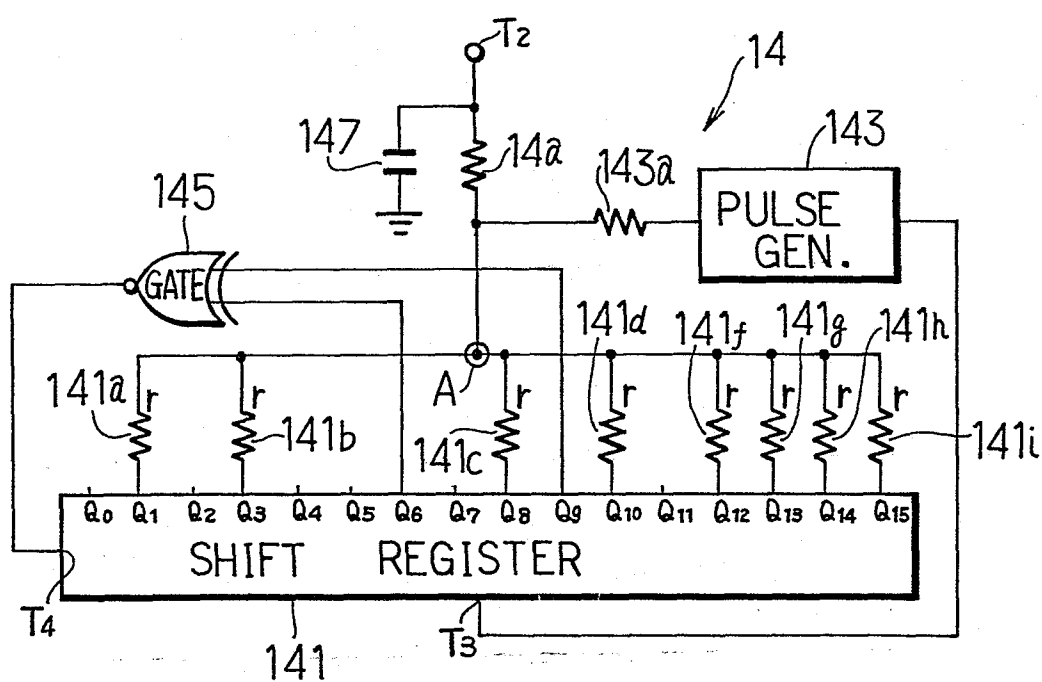 T2
14
147
14a
143a
143
145
PULSE
GEN.
GATE
141d
141f
141g
141h
A
141a
r
r
141b
141c
r
r
r
r
r
r
141i
Q0 Q1 Q2 Q3 Q4 Q5 Q6 Q7 Q8 Q9 Q10 Q11 Q12 Q13 Q14 Q15
SHIFT REGISTER
T4
T3
141